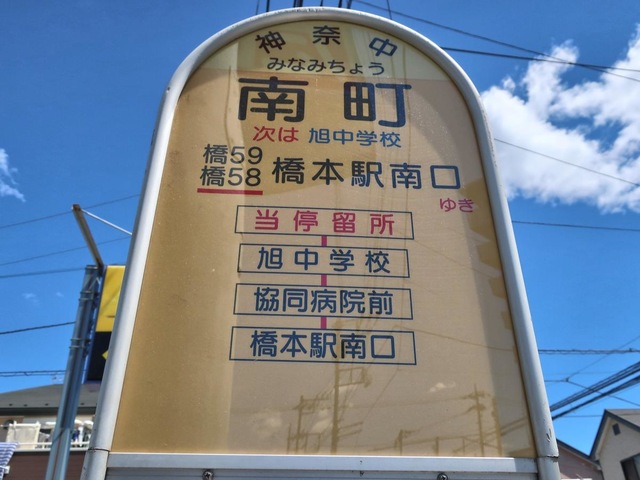 神奈中
みなみちょう
南町
次は 旭中学校
橋59
橋58 橋本駅南口
ゆき
当停留所
旭中学校
協同病院前
橋本駅南口